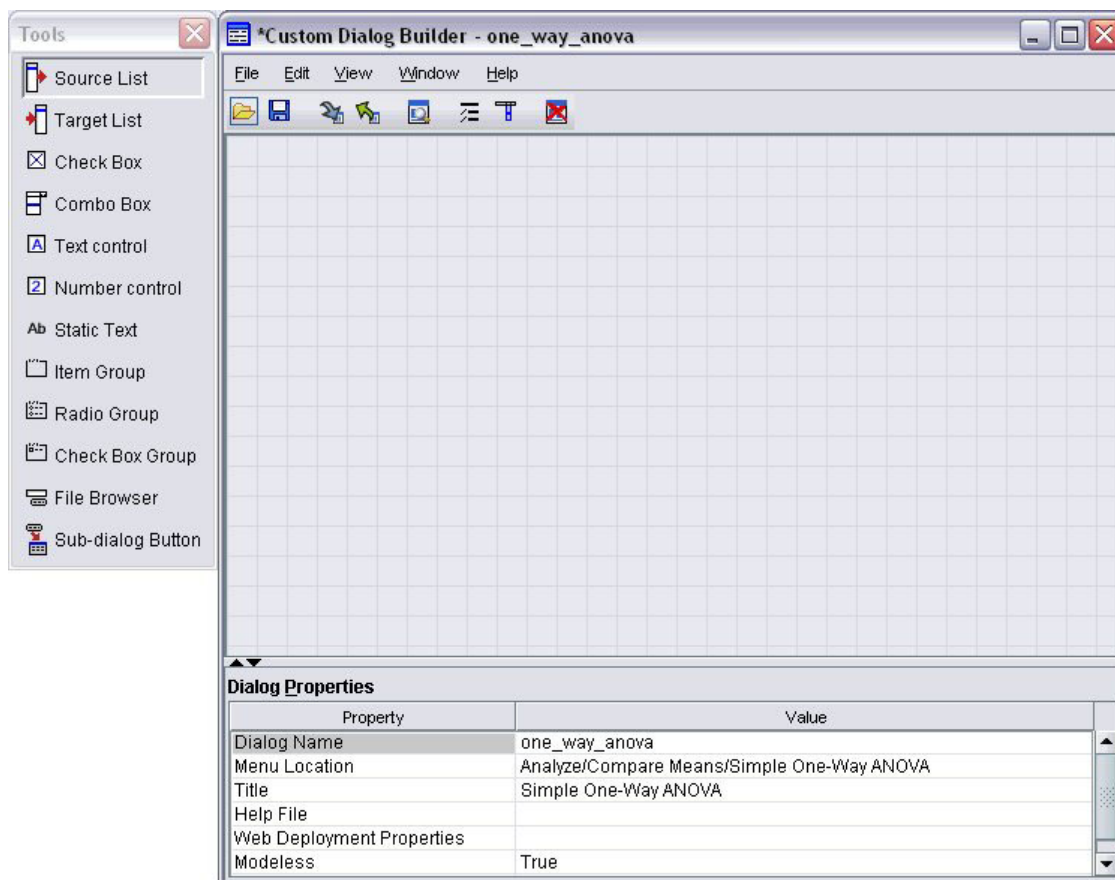 Tools
Source List
Target List
Check Box
Combo Box
A Text control
2 Number control
Ab Static Text
Item Group
Radio Group
Check Box Group
File Browser
Sub-dialog Button
*Custom Dialog Builder - one_way_anova
File Edit View Window Help
Dialog Properties
Property Value
Dialog Name one_way_anova
Menu Location Analyze/Compare Means/Simple One-Way ANOVA
Title Simple One-Way ANOVA
Help File
Web Deployment Properties
Modeless True